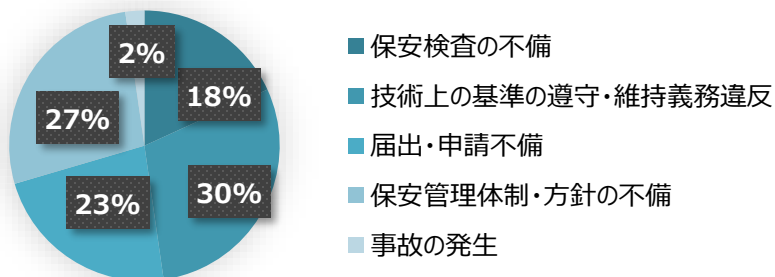 2%
18%
27%
23%
30%
保安検査の不備
技術上の基準の遵守・維持義務違反
届出・申請不備
保安管理体制・方針の不備
事故の発生